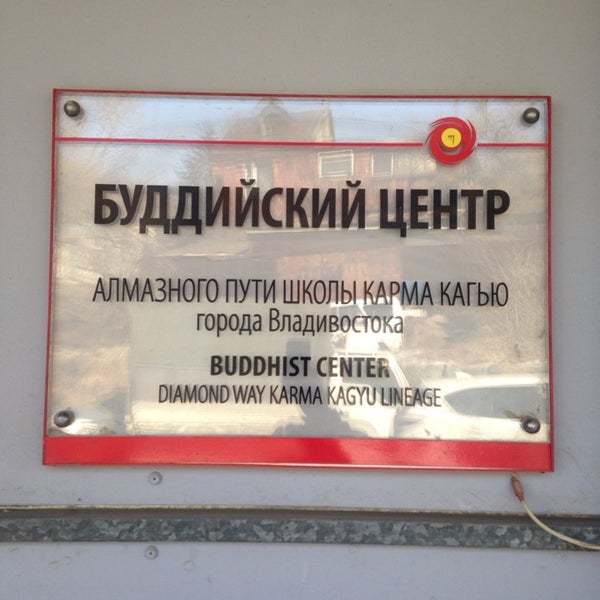 БУДДИЙСКИЙ ЦЕНТР
АЛМАЗНОГО ПУТИ ШКОЛЫ КАРМА КАГЬЮ
города Владивостока
BUDDHIST CENTER
DIAMOND WAY KARMA KAGYU LINEAGE